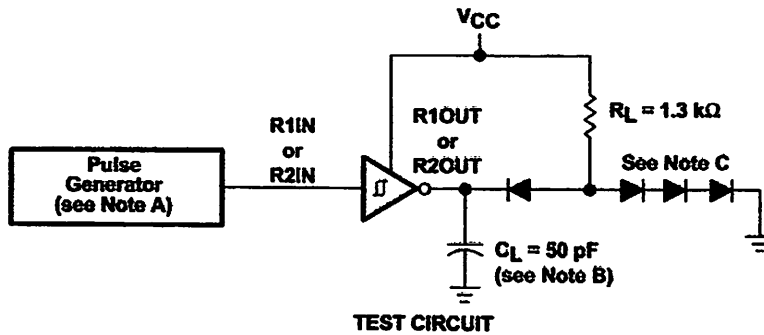 VCC
RL = 1.3 kΩ
R1IN
or
R2IN
R1OUT
or
R2OUT
See Note C
Pulse
Generator
(see Note A)
CL = 50 pF
(see Note B)
TEST CIRCUIT